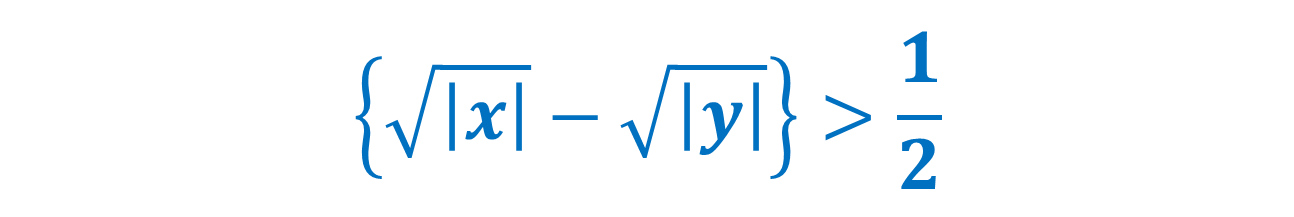 {√|x| − √|y|} > 1/2